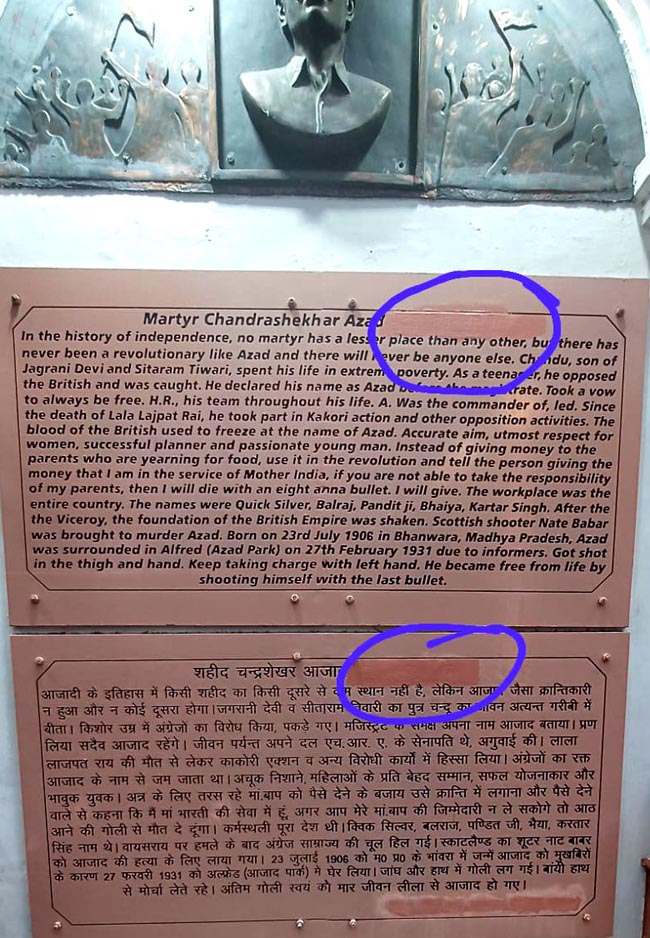 Martyr Chandrashekhar Azad
In the history of independence, no martyr has a lesser place than any other, but there has
never been a revolutionary like Azad and there will never be anyone else. Chandu, son of
Jagrani Devi and Sitaram Tiwari, spent his life in extreme poverty. As a teenager, he opposed
the British and was caught. He declared his name as Azad before the magistrate. Took a vow
to always be free. H.R., his team throughout his life. A. Was the commander of, led. Since
the death of Lala Lajpat Rai, he took part in Kakori action and other opposition activities. The
blood of the British used to freeze at the name of Azad. Accurate aim, utmost respect for
women, successful planner and passionate young man. Instead of giving money to the
parents who are yearning for food, use it in the revolution and tell the person giving the
money that I am in the service of Mother India, if you are not able to take the responsibility
of my parents, then I will die with an eight anna bullet. I will give. The workplace was the
entire country. The names were Quick Silver, Balraj, Pandit ji, Bhaiya, Kartar Singh. After the
the Viceroy, the foundation of the British Empire was shaken. Scottish shooter Nate Babar
was brought to murder Azad. Born on 23rd July 1906 in Bhanwara, Madhya Pradesh, Azad
was surrounded in Alfred (Azad Park) on 27th February 1931 due to informers. Got shot
in the thigh and hand. Keep taking charge with left hand. He became free from life by
shooting himself with the last bullet.
शहीद चन्द्रशेखर आजाद
आजादी के इतिहास में किसी शहीद का किसी दूसरे से कम स्थान नहीं है, लेकिन आजाद जैसा क्रान्तिकारी
न हुआ और न कोई दूसरा होगा।जगरानी देवी व सीताराम तिवारी का पुत्र चन्दू का जीवन अत्यन्त गरीबी में
बीता। किशोर उम्र में अंग्रेजों का विरोध किया, पकड़े गए। मजिस्ट्रेट के समक्ष अपना नाम आजाद बताया। प्रण
लिया सदैव आजाद रहेंगे। जीवन पर्यन्त अपने दल एच.आर. ए. के सेनापति थे, अगुवाई की। लाला
लाजपत राय की मौत से लेकर काकोरी एक्शन व अन्य विरोधी कार्यो में हिस्सा लिया। अंग्रेजों का रक्त
आजाद के नाम से जम जाता था। अचूक निशाने, महिलाओं के प्रति बेहद सम्मान, सफल योजनाकार और
भावुक युवक। अन्न के लिए तरस रहे मां.बाप को पैसे देने के बजाय उसे क्रान्ति में लगाना और पैसे देने
वाले से कहना कि मैं मां भारती की सेवा में हूं, अगर आप मेरे मां.बाप की जिम्मेदारी न ले सकोगे तो आठ
आने की गोली से मौत दे दूंगा। कर्मस्थली पूरा देश थी।क्विक सिल्वर, बलराज, पण्डित जी, भैया, करतार
सिंह नाम थे। वायसराय पर हमले के बाद अंग्रेज साम्राज्य की चूल हिल गई। स्काटलैण्ड का शूटर नाट बाबर
को आजाद की हत्या के लिए लाया गया। 23 जुलाई 1906 को म0 प्र0 के भांवरा में जन्में आजाद को मुखबिरों
के कारण 27 फरवरी 1931 को अल्फ्रेड (आजाद पार्क) मे घेर लिया। जांघ और हाथ में गोली लग गई। बांयी हाथ
से मोर्चा लेते रहे। अंतिम गोली स्वयं को मार जीवन लीला से आजाद हो गए।